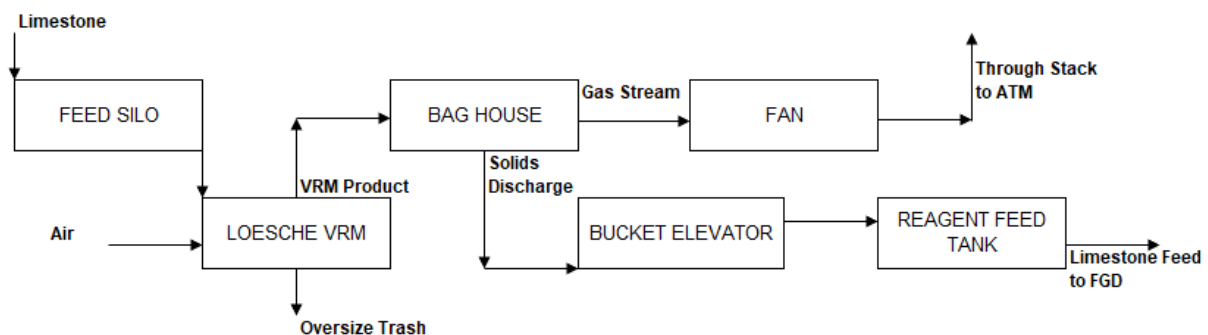 Limestone
FEED SILO
BAG HOUSE
Gas Stream
FAN
Through Stack
to ATM
Solids
Discharge
VRM Product
Air
LOESCHE VRM
BUCKET ELEVATOR
REAGENT FEED
TANK
Limestone Feed
to FGD
Oversize Trash